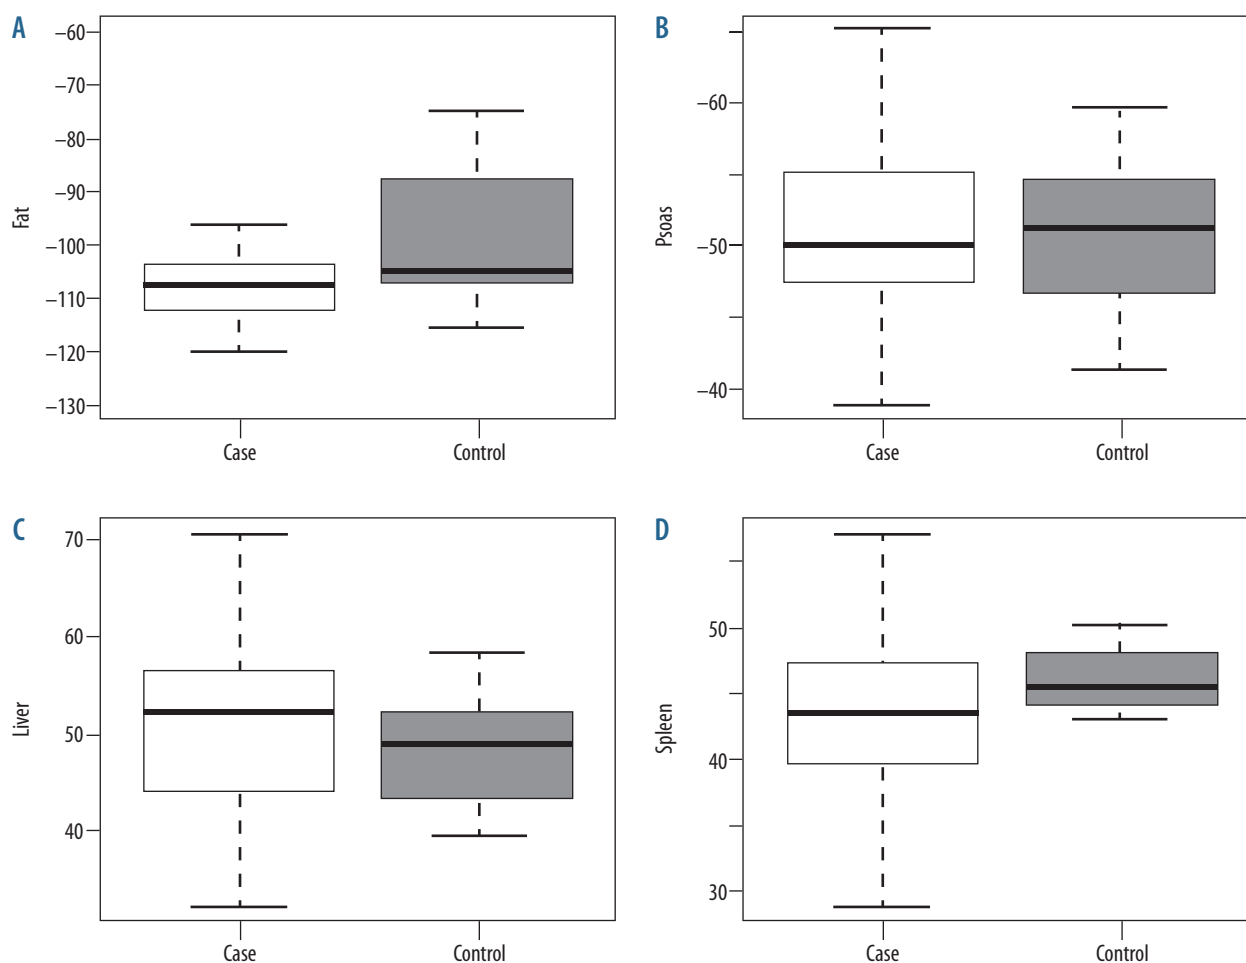 A
–60
–70
–80
–90
–100
–110
–120
–130
Fat
Case Control
B
–60
–50
–40
Psoas
Case Control
C
70
60
50
40
Liver
Case Control
D
50
40
30
Spleen
Case Control